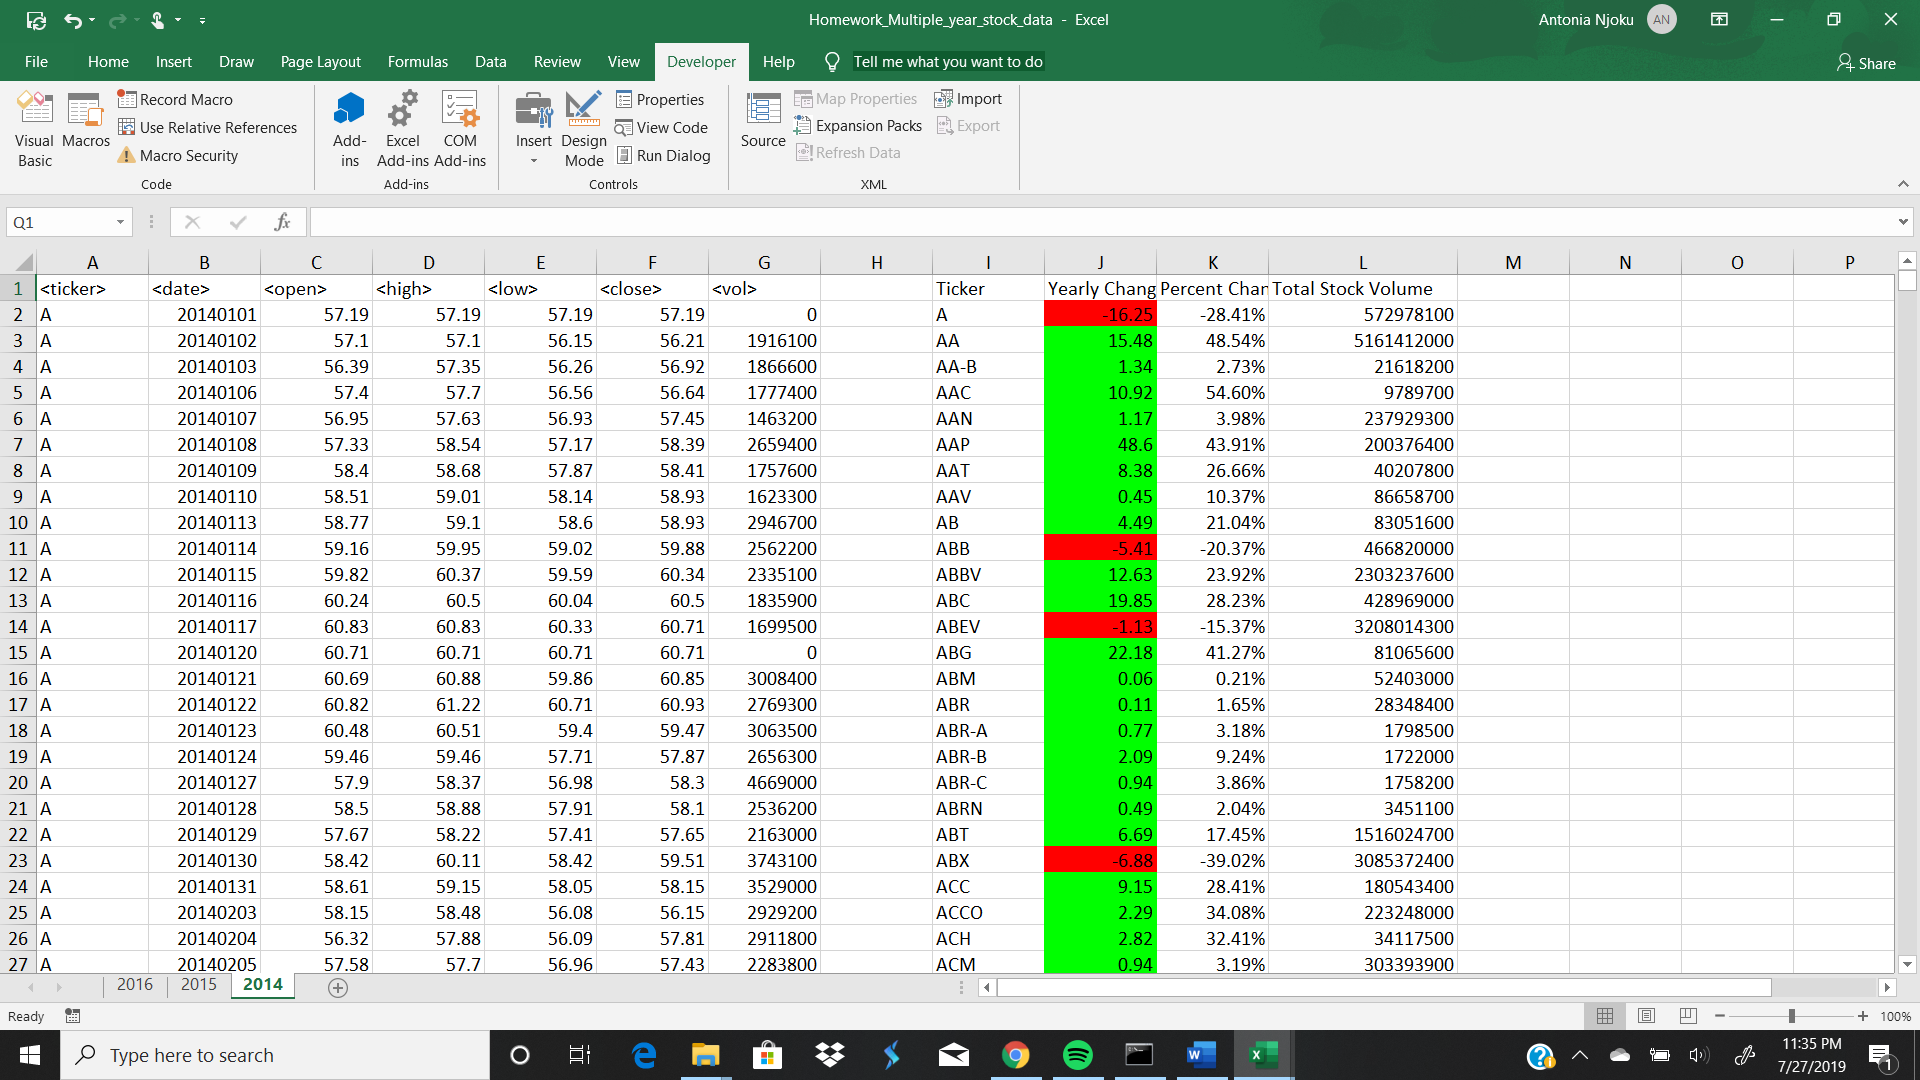 Homework_Multiple_year_stock_data - Excel
Antonia Njoku AN
File Home Insert Draw Page Layout Formulas Data Review View Developer Help Tell me what you want to do Share
Visual Basic
Macros
Record Macro
Use Relative References
Macro Security
Code
Add-ins
Excel Add-ins
COM Add-ins
Add-ins
Insert
Design Mode
Properties
View Code
Run Dialog
Controls
Source
Map Properties
Expansion Packs
Refresh Data
Import
Export
XML
Q1 fx
A B C D E F G H I J K L M N O P
1 <ticker> <date> <open> <high> <low> <close> <vol> Ticker Yearly Chang Percent Chan Total Stock Volume
2 A 20140101 57.19 57.19 57.19 57.19 0 A -16.25 -28.41% 572978100
3 A 20140102 57.1 57.1 56.15 56.21 1916100 AA 15.48 48.54% 5161412000
4 A 20140103 56.39 57.35 56.26 56.92 1866600 AA-B 1.34 2.73% 21618200
5 A 20140106 57.4 57.7 56.56 56.64 1777400 AAC 10.92 54.60% 9789700
6 A 20140107 56.95 57.63 56.93 57.45 1463200 AAN 1.17 3.98% 237929300
7 A 20140108 57.33 58.54 57.17 58.39 2659400 AAP 48.6 43.91% 200376400
8 A 20140109 58.4 58.68 57.87 58.41 1757600 AAT 8.38 26.66% 40207800
9 A 20140110 58.51 59.01 58.14 58.93 1623300 AAV 0.45 10.37% 86658700
10 A 20140113 58.77 59.1 58.6 58.93 2946700 AB 4.49 21.04% 83051600
11 A 20140114 59.16 59.95 59.02 59.88 2562200 ABB -5.41 -20.37% 466820000
12 A 20140115 59.82 60.37 59.59 60.34 2335100 ABBV 12.63 23.92% 2303237600
13 A 20140116 60.24 60.5 60.04 60.5 1835900 ABC 19.85 28.23% 428969000
14 A 20140117 60.83 60.83 60.33 60.71 1699500 ABEV -1.13 -15.37% 3208014300
15 A 20140120 60.71 60.71 60.71 60.71 0 ABG 22.18 41.27% 81065600
16 A 20140121 60.69 60.88 59.86 60.85 3008400 ABM 0.06 0.21% 52403000
17 A 20140122 60.82 61.22 60.71 60.93 2769300 ABR 0.11 1.65% 28348400
18 A 20140123 60.48 60.51 59.4 59.47 3063500 ABR-A 0.77 3.18% 1798500
19 A 20140124 59.46 59.46 57.71 57.87 2656300 ABR-B 2.09 9.24% 1722000
20 A 20140127 57.9 58.37 56.98 58.3 4669000 ABR-C 0.94 3.86% 1758200
21 A 20140128 58.5 58.88 57.91 58.1 2536200 ABRN 0.49 2.04% 3451100
22 A 20140129 57.67 58.22 57.41 57.65 2163000 ABT 6.69 17.45% 1516024700
23 A 20140130 58.42 60.11 58.42 59.51 3743100 ABX -6.88 -39.02% 3085372400
24 A 20140131 58.61 59.15 58.05 58.15 3529000 ACC 9.15 28.41% 180543400
25 A 20140203 58.15 58.48 56.08 56.15 2929200 ACCO 2.29 34.08% 223248000
26 A 20140204 56.32 57.88 56.09 57.81 2911800 ACH 2.82 32.41% 34117500
27 A 20140205 57.58 57.7 56.96 57.43 2283800 ACM 0.94 3.19% 303393900
2016 2015 2014
Ready 100%
Type here to search
11:35 PM
7/27/2019
1